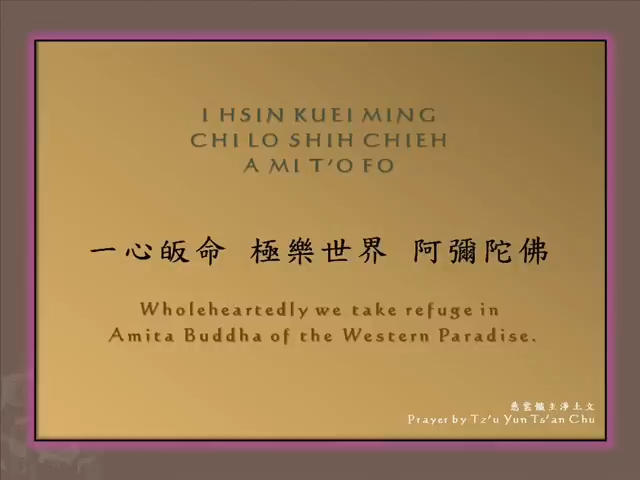 I HSIN KUEI MING
CHI LO SHIH CHIEH
A MI T'O FO
一心皈命 極樂世界 阿彌陀佛
Wholeheartedly we take refuge in
Amita Buddha of the Western Paradise.
慈雲懺主淨土文
Prayer by Tz'u Yun Ts'an Chu